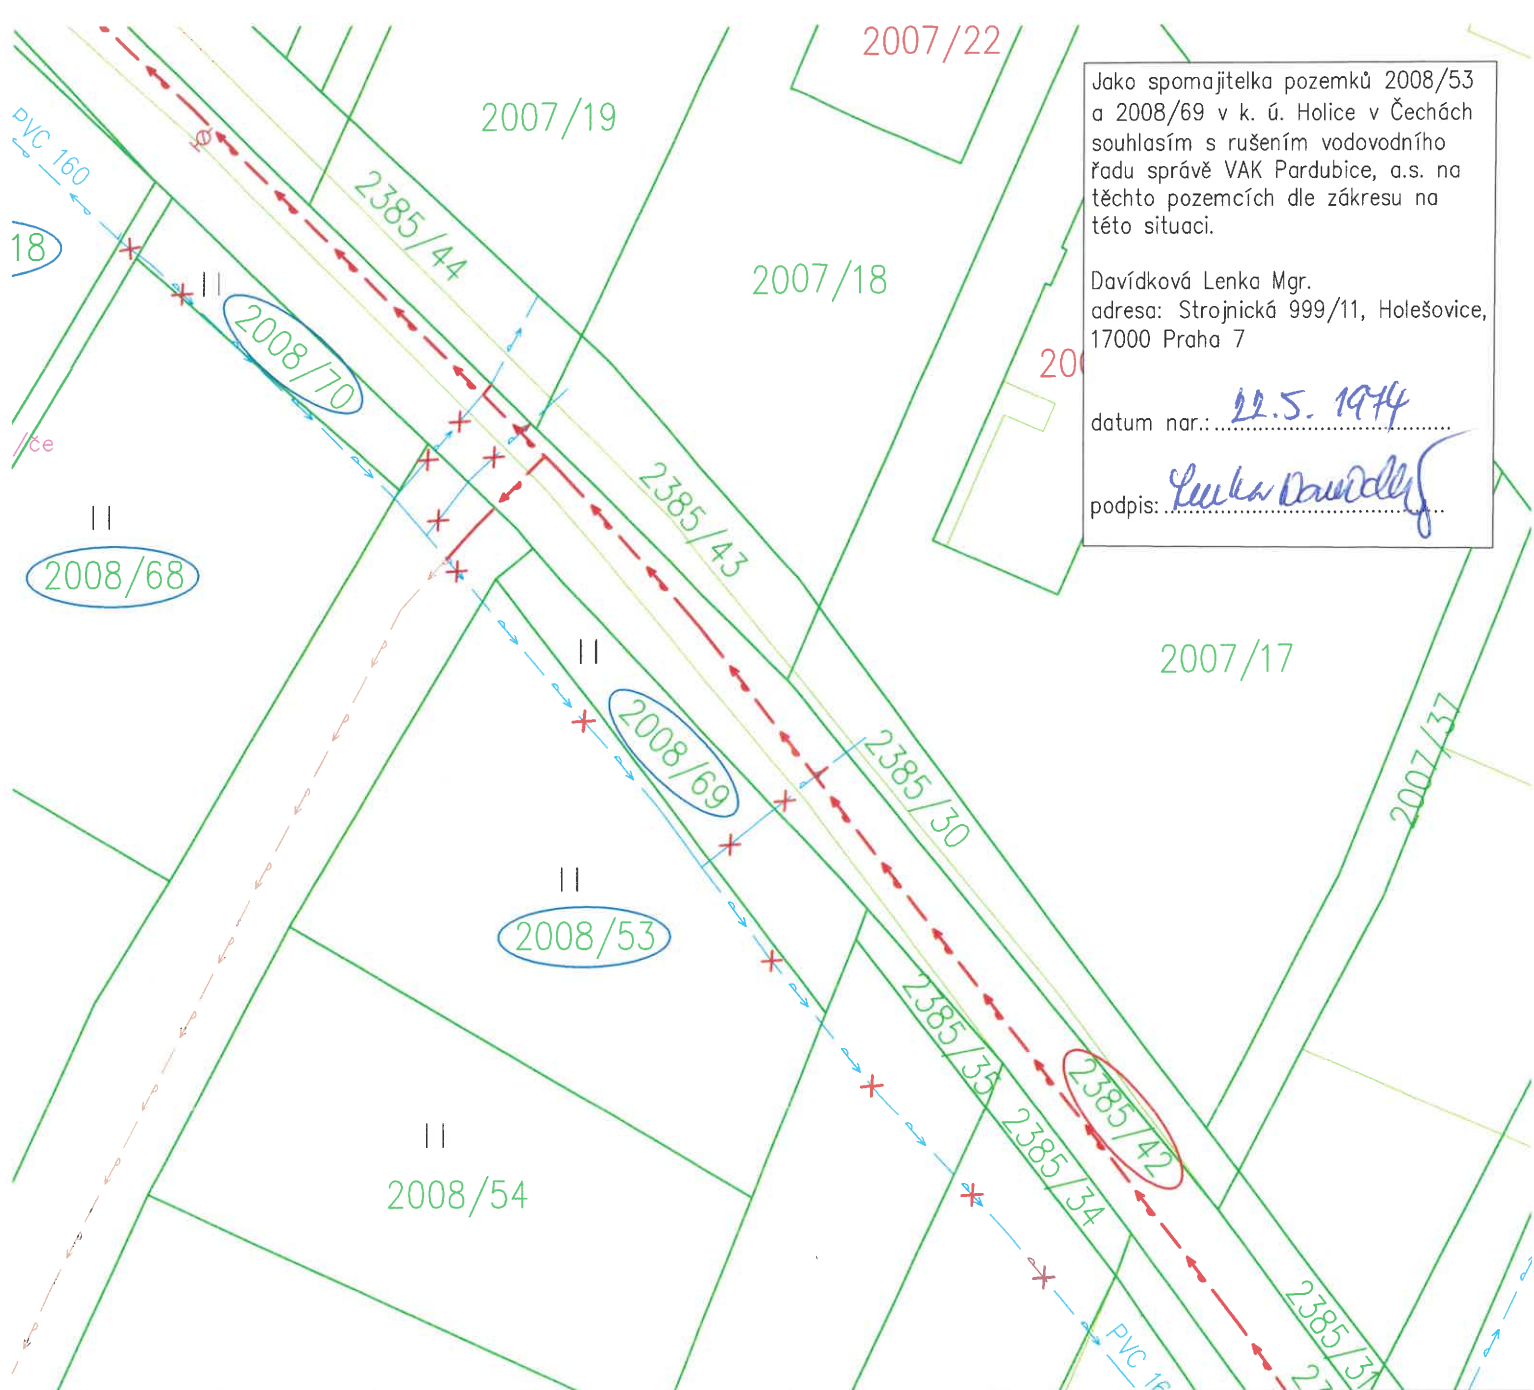 2007/22
2007/19
2385/44
PVC 160
18
2007/18
2008/70
če
2008/68
2385/43
2007/17
2008/69
2385/30
2007/37
2008/53
2385/35
2385/42
2385/34
2008/54
2385/31
PVC 16
Jako spomajitelka pozemků 2008/53
a 2008/69 v k. ú. Holice v Čechách
souhlasím s rušením vodovodního
řadu správě VAK Pardubice, a.s. na
těchto pozemcích dle zákresu na
této situaci.
Davídková Lenka Mgr.
adresa: Strojnická 999/11, Holešovice,
17000 Praha 7
datum nar.: 22.5. 1974
podpis: